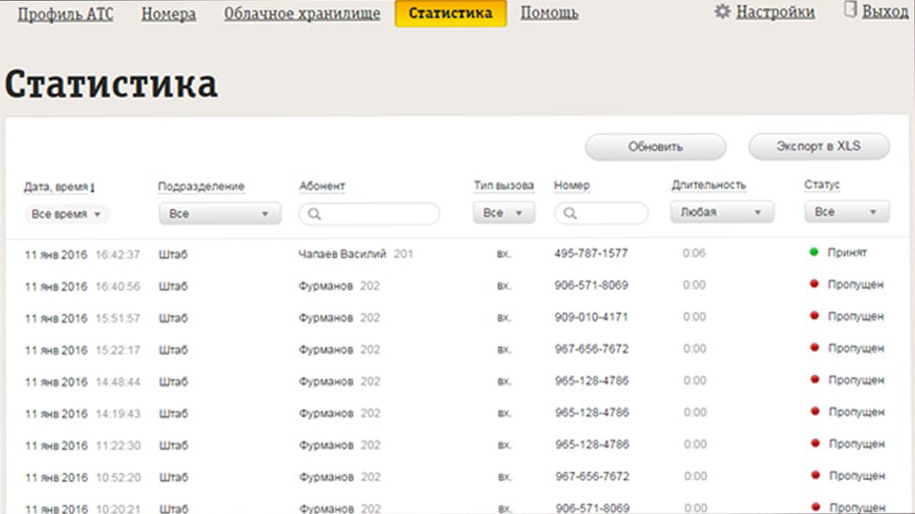 Профиль АТС Номера Облачное хранилище Статистика Помощь Настройки Выход
Статистика
Обновить Экспорт в XLS
Дата, время Подразделение Абонент Тип вызова Номер Длительность Статус
Все время Все Все Любая Все
11 янв 2016 16:42:37 Штаб Чапаев Василий 201 вх. 495-787-1577 0:06 Принят
11 янв 2016 16:40:56 Штаб Фурманов 202 вх. 906-571-8069 0:00 Пропущен
11 янв 2016 15:51:57 Штаб Фурманов 202 вх. 909-010-4171 0:00 Пропущен
11 янв 2016 15:22:17 Штаб Фурманов 202 вх. 967-656-7672 0:00 Пропущен
11 янв 2016 14:48:44 Штаб Фурманов 202 вх. 965-128-4786 0:00 Пропущен
11 янв 2016 14:19:43 Штаб Фурманов 202 вх. 965-128-4786 0:00 Пропущен
11 янв 2016 11:22:30 Штаб Фурманов 202 вх. 965-128-4786 0:00 Пропущен
11 янв 2016 10:52:20 Штаб Фурманов 202 вх. 967-656-7672 0:00 Пропущен
11 янв 2016 10:20:21 Штаб Фурманов 202 вх. 906-571-8069 0:00 Пропущен